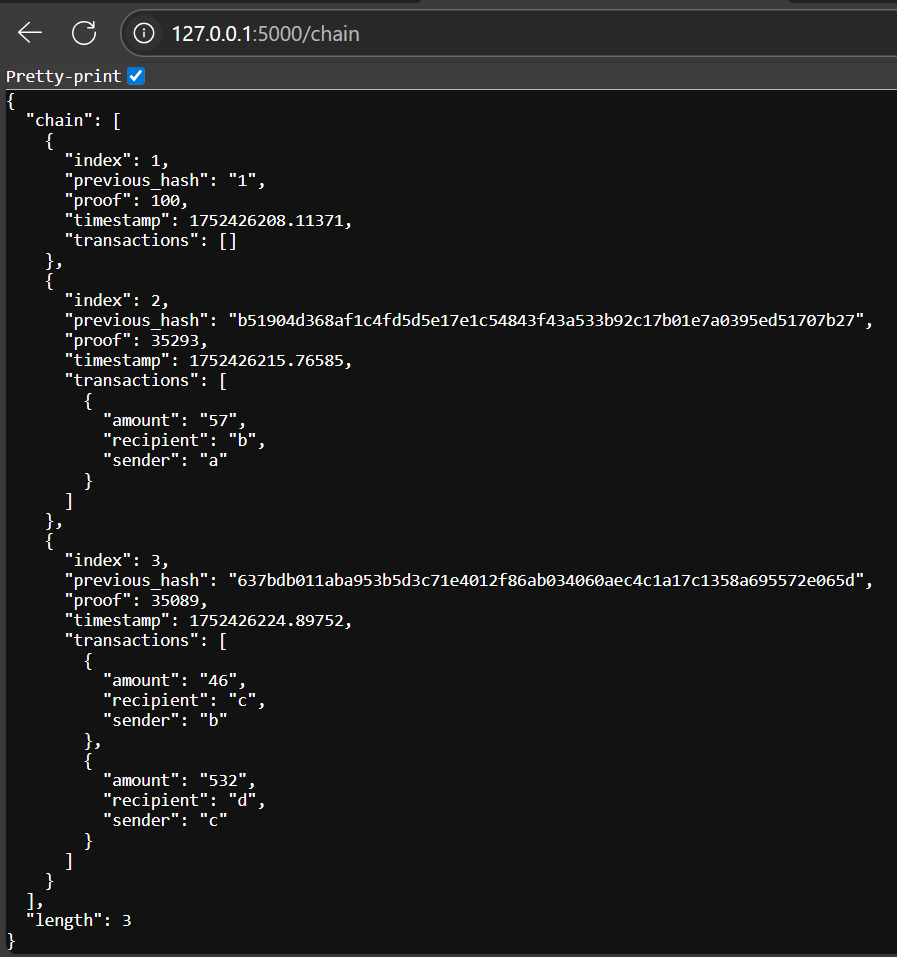 127.0.0.1:5000/chain
Pretty-print
{
  "chain": [
    {
      "index": 1,
      "previous_hash": "1",
      "proof": 100,
      "timestamp": 1752426208.11371,
      "transactions": []
    },
    {
      "index": 2,
      "previous_hash": "b51904d368af1c4fd5d5e17e1c54843f43a533b92c17b01e7a0395ed51707b27",
      "proof": 35293,
      "timestamp": 1752426215.76585,
      "transactions": [
        {
          "amount": "57",
          "recipient": "b",
          "sender": "a"
        }
      ]
    },
    {
      "index": 3,
      "previous_hash": "637bdb011aba953b5d3c71e4012f86ab034060aec4c1a17c1358a695572e065d",
      "proof": 35089,
      "timestamp": 1752426224.89752,
      "transactions": [
        {
          "amount": "46",
          "recipient": "c",
          "sender": "b"
        },
        {
          "amount": "532",
          "recipient": "d",
          "sender": "c"
        }
      ]
    }
  ],
  "length": 3
}